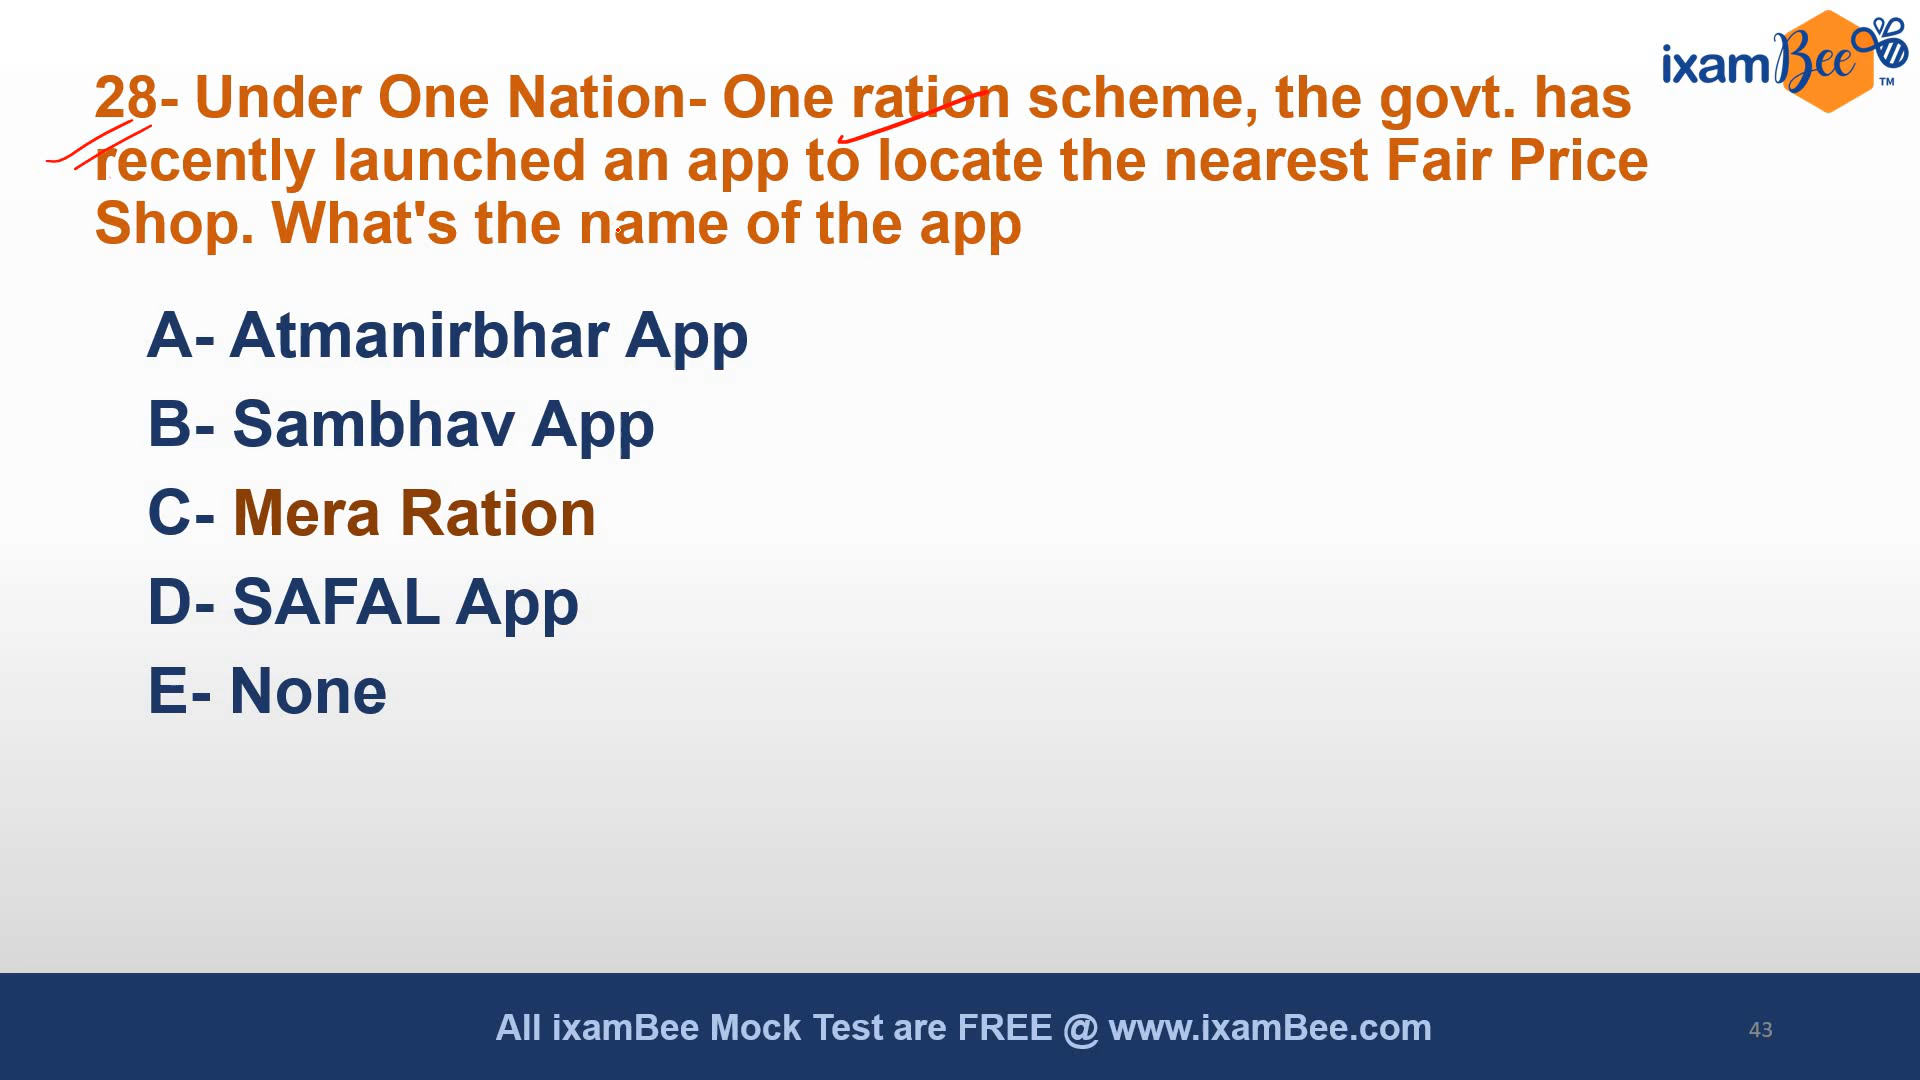 ixamBee™
28- Under One Nation- One ration scheme, the govt. has
recently launched an app to locate the nearest Fair Price
Shop. What's the name of the app
A- Atmanirbhar App
B- Sambhav App
C- Mera Ration
D- SAFAL App
E- None
All ixamBee Mock Test are FREE @ www.ixamBee.com
43